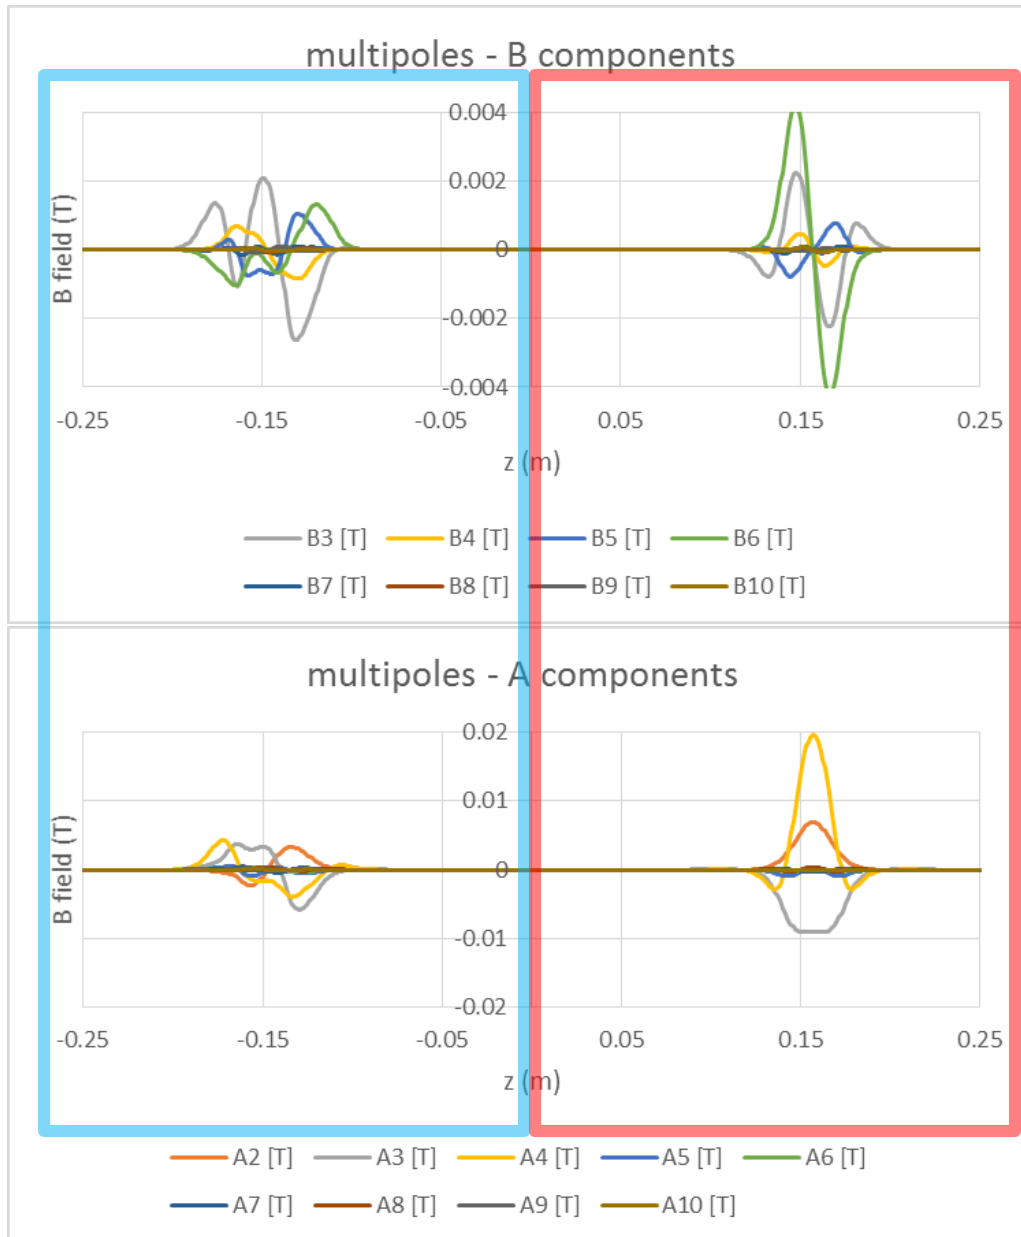 multipoles - B components
B field (T)
0.004
0.002
0
-0.002
-0.004
-0.25 -0.15 -0.05 0.05 0.15 0.25
z (m)
B3 [T] B4 [T] B5 [T] B6 [T]
B7 [T] B8 [T] B9 [T] B10 [T]
multipoles - A components
B field (T)
0.02
0.01
0
-0.01
-0.02
-0.25 -0.15 -0.05 0.05 0.15 0.25
z (m)
A2 [T] A3 [T] A4 [T] A5 [T] A6 [T]
A7 [T] A8 [T] A9 [T] A10 [T]